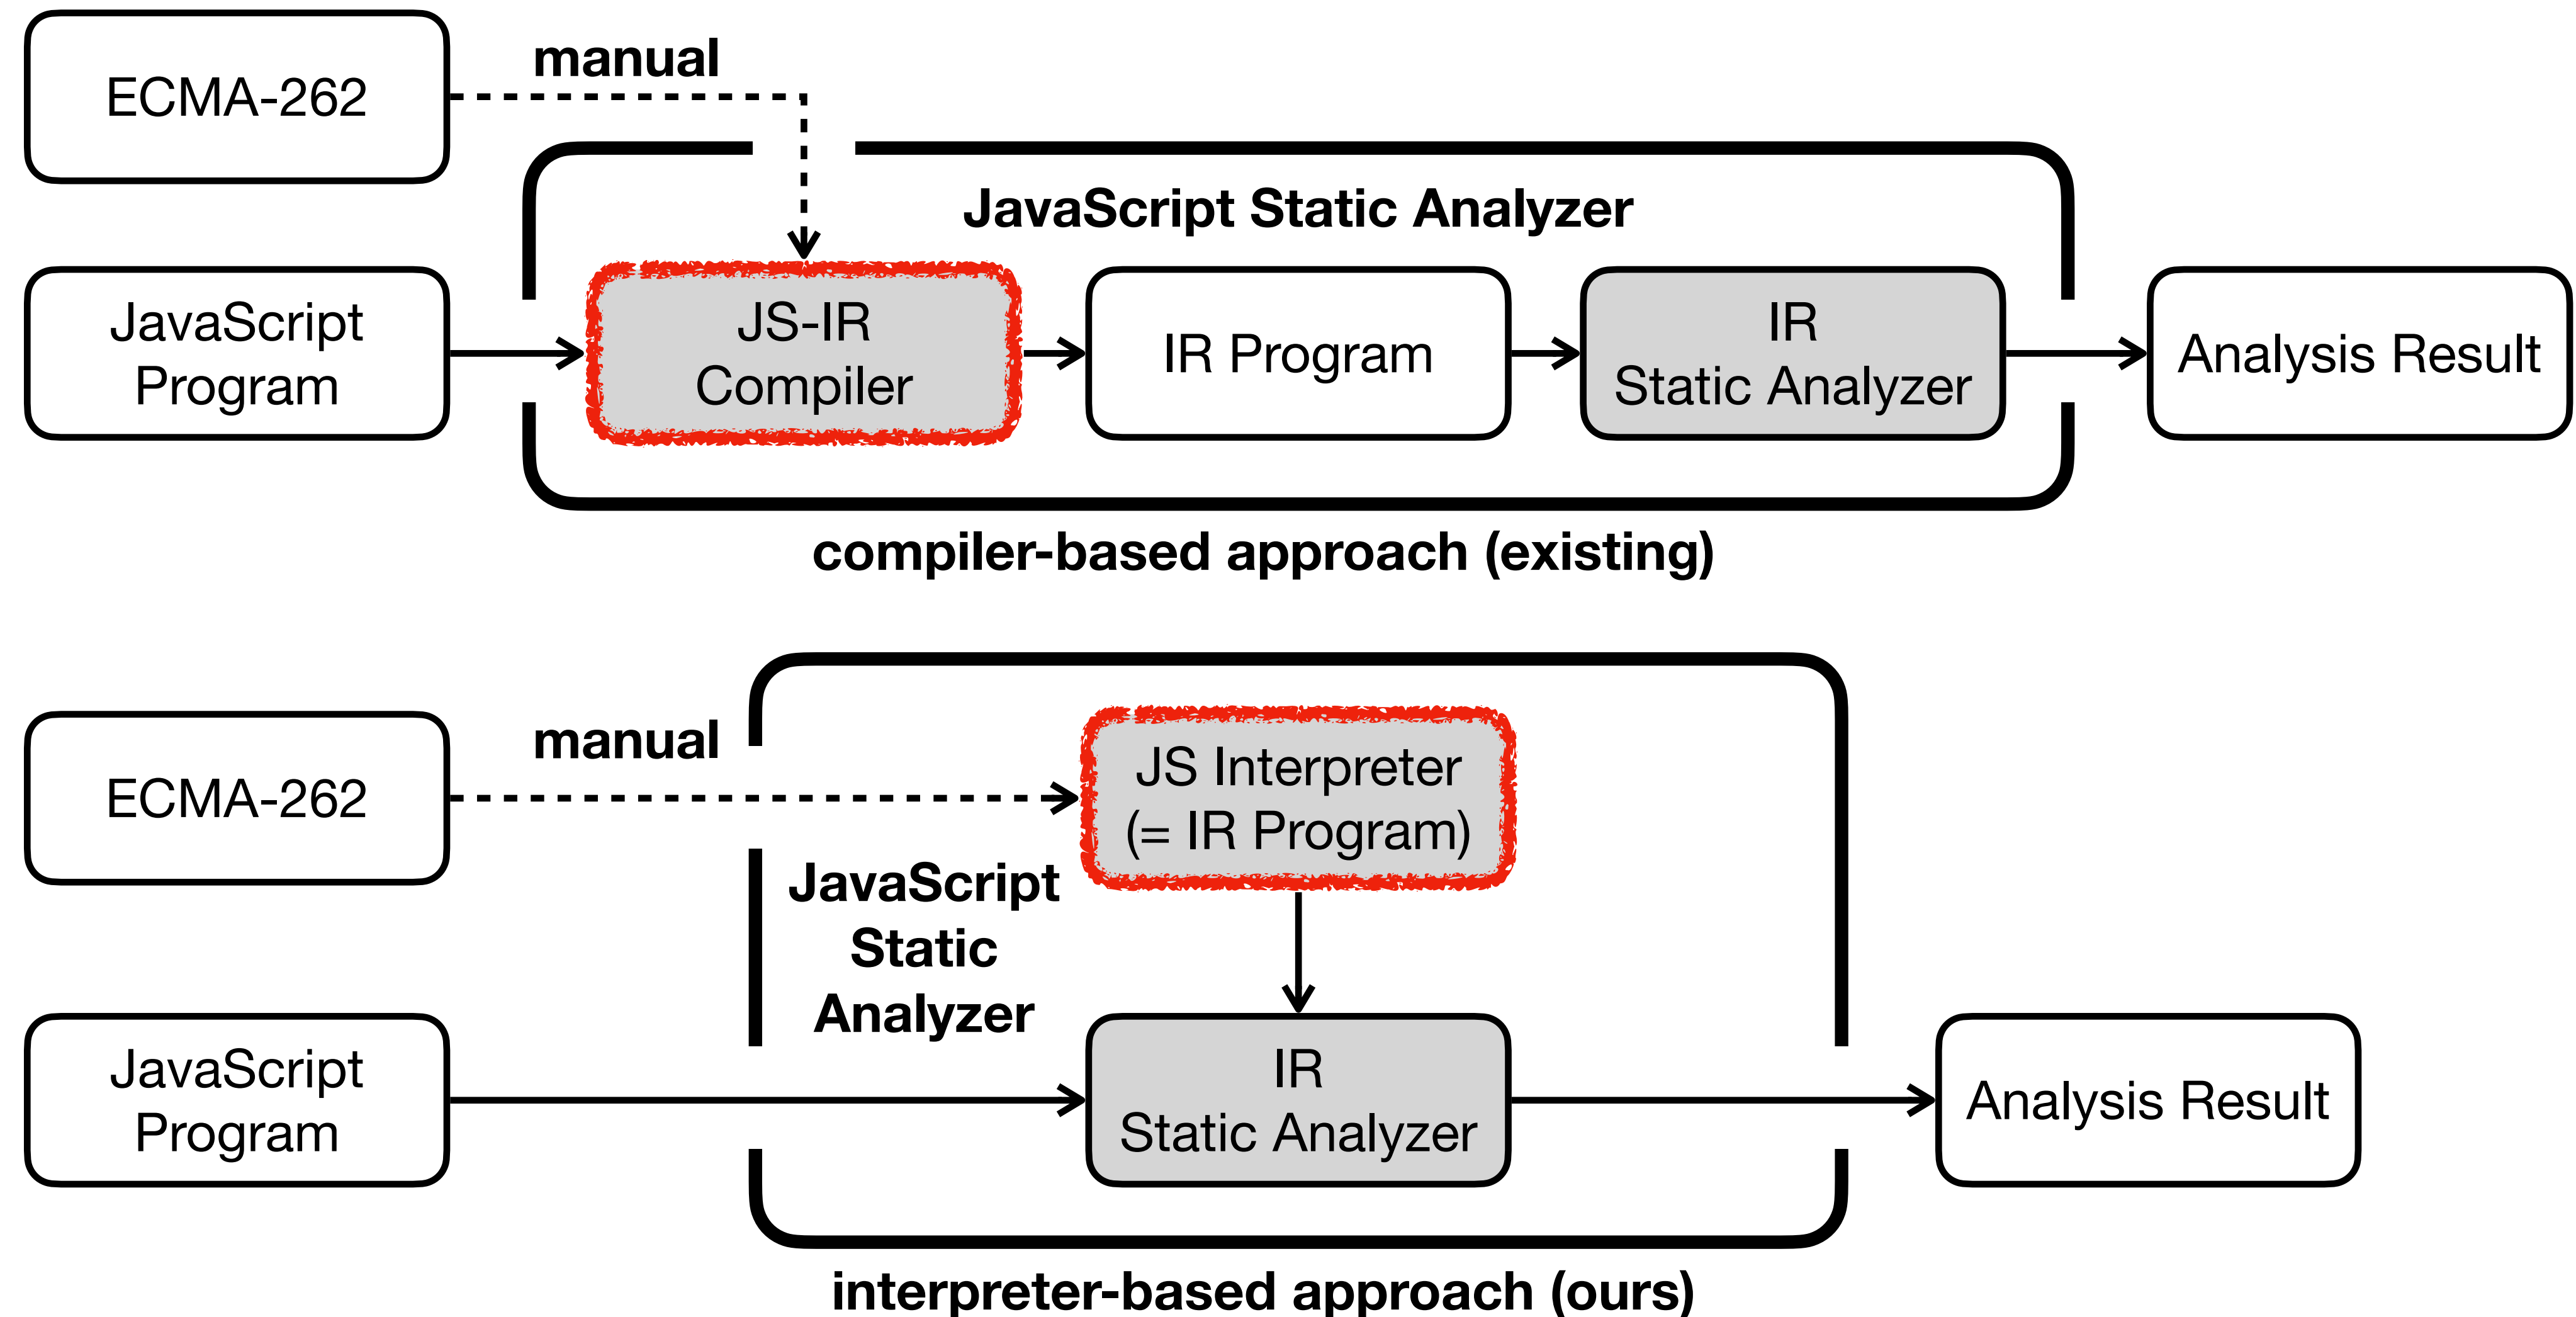 ECMA-262
manual
JavaScript Static Analyzer
JavaScript
Program
JS-IR
Compiler
IR Program
IR
Static Analyzer
Analysis Result
compiler-based approach (existing)
ECMA-262
manual
JS Interpreter
(= IR Program)
JavaScript
Static
Analyzer
JavaScript
Program
IR
Static Analyzer
Analysis Result
interpreter-based approach (ours)